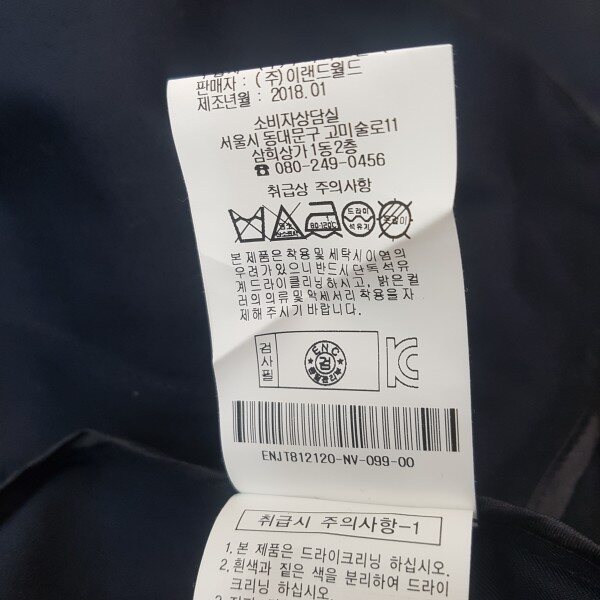 판매자 : (주)이랜드월드
제조년월 : 2018.01
소비자상담실
서울시 동대문구 고미술로11
삼희상가1동2층
☎ 080-249-0456
취급상 주의사항
드라이
석유계
본 제품은 착용 및 세탁시 이염의
우려가 있으니 반드시 단독 석유
계 드라이클리닝 하시고, 밝은 컬
러의 의류 및 악세서리 착용을 자
제해 주시기 바랍니다.
검사필
ENC
검
ENJT812120-NV-099-00
취급시 주의사항-1
1.본 제품은 드라이크리닝 하십시오.
2.흰색과 짙은 색을 분리하여 드라이
크리닝 하십시오.